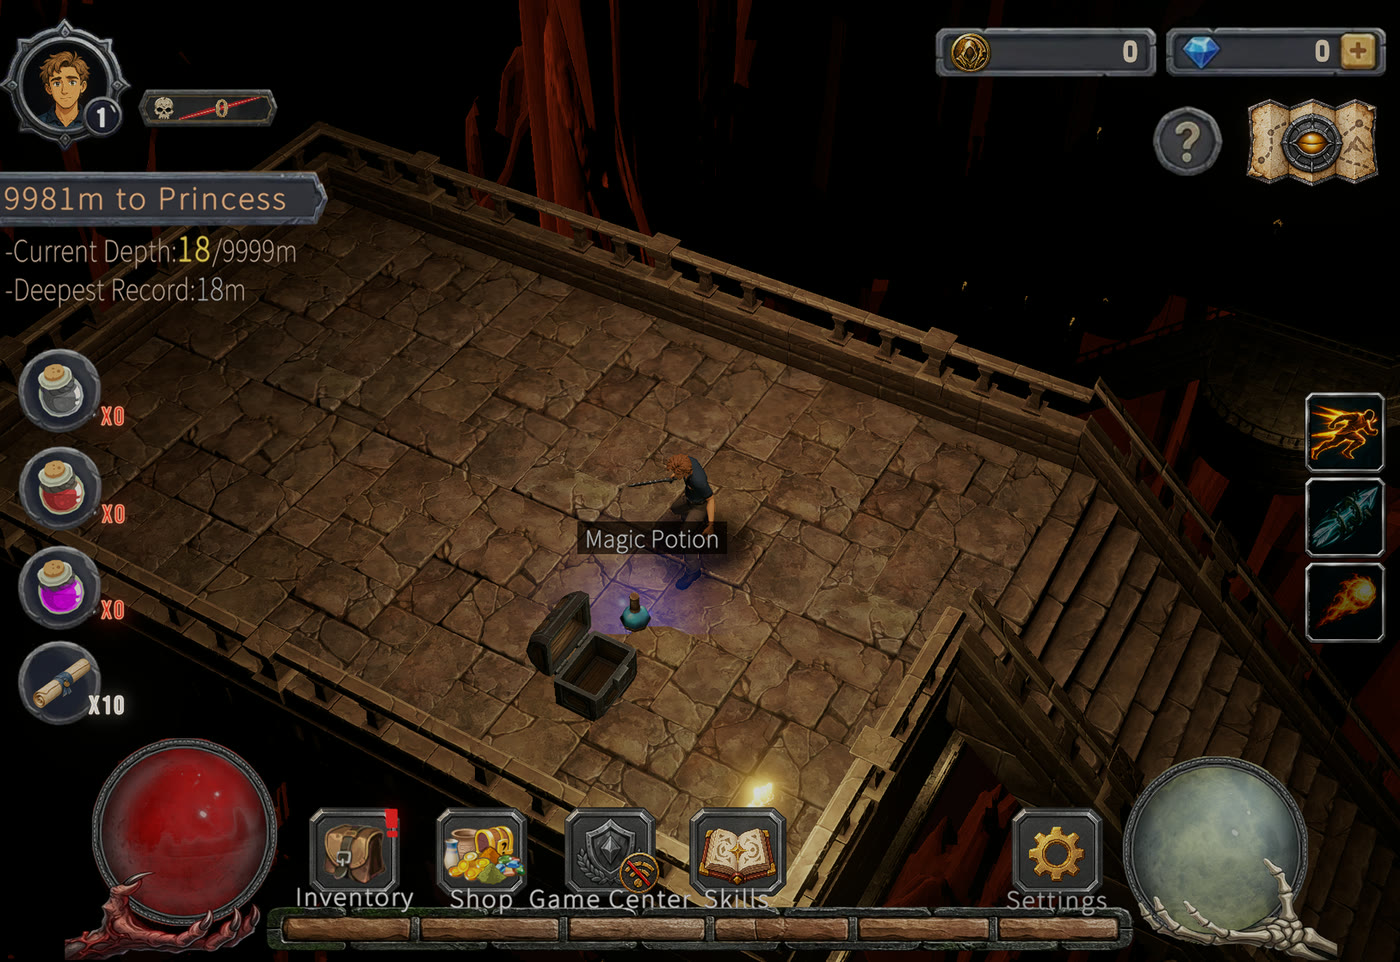 0
0
1
0
?
9981m to Princess
-Current Depth:18/9999m
-Deepest Record:18m
X0
X0
Magic Potion
X0
X10
Inventory
Shop
Game Center
Skills
Settings